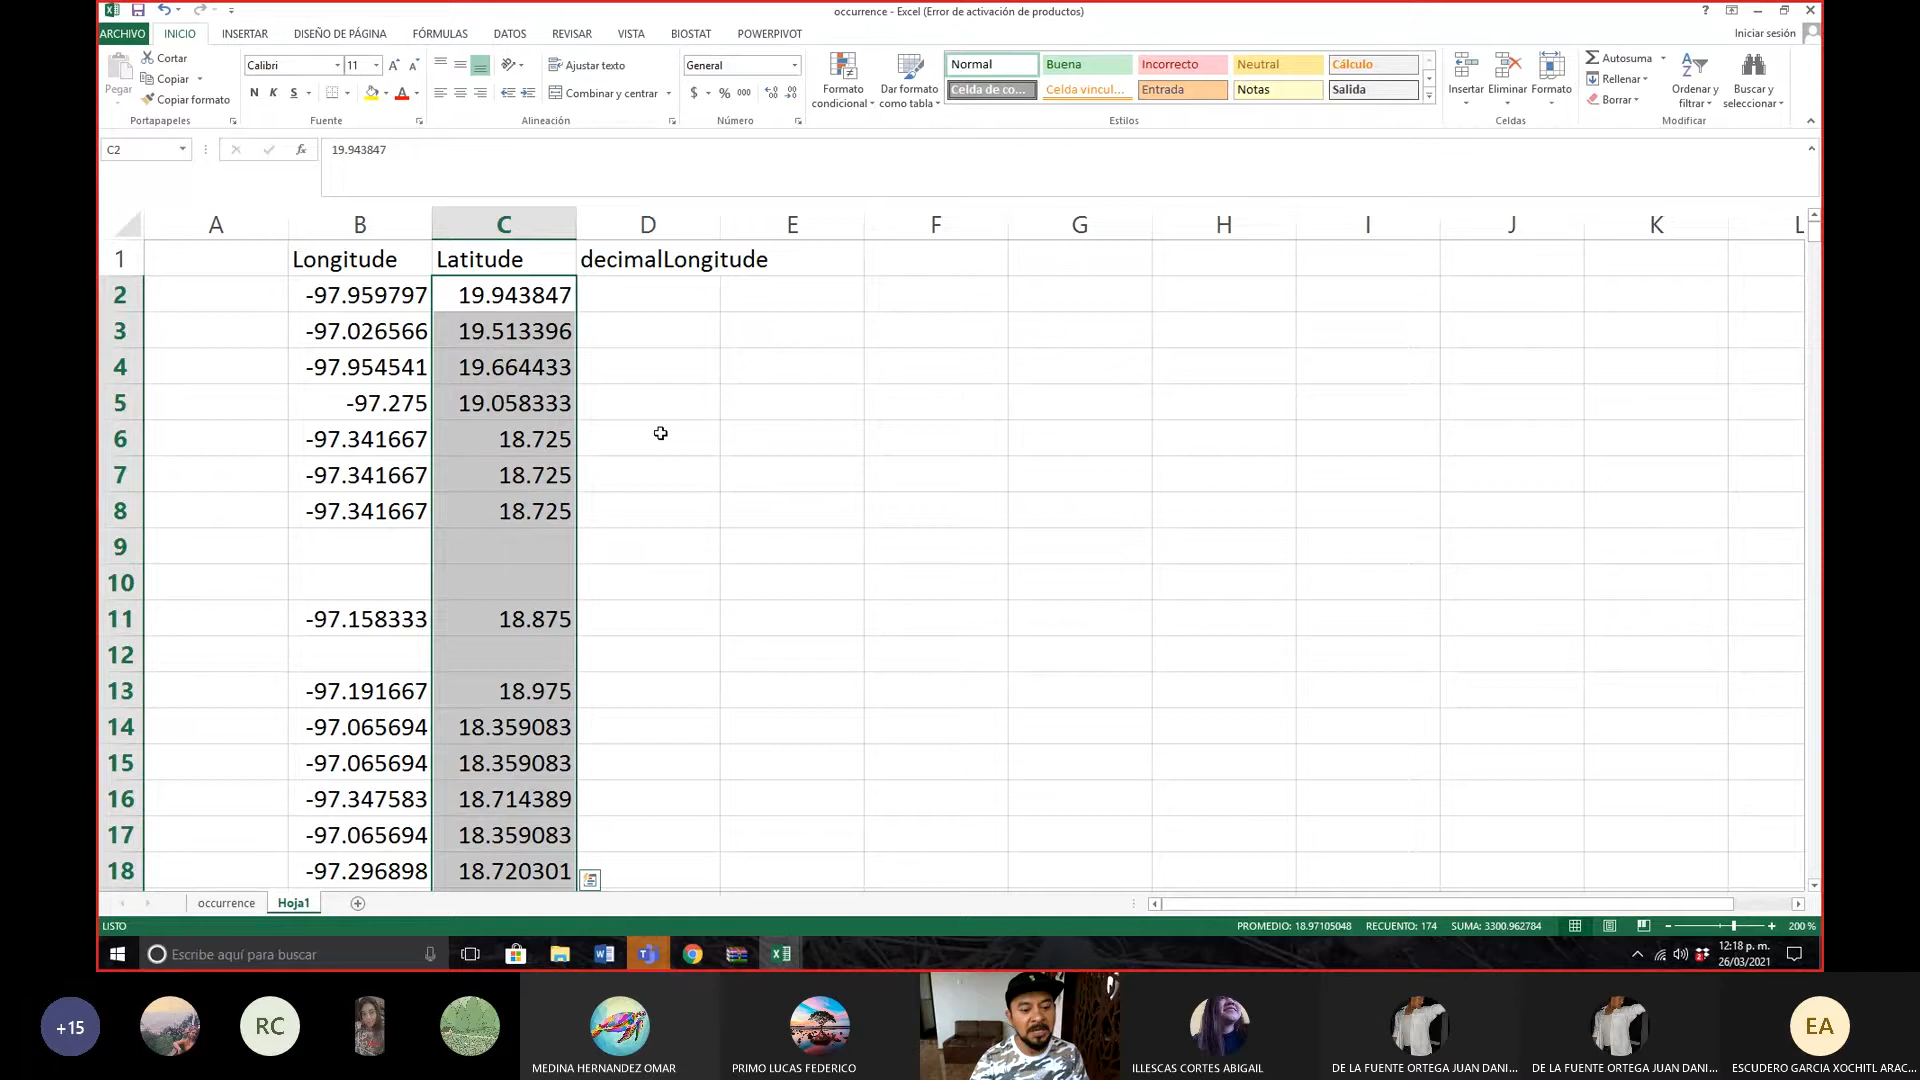 occurrence - Excel (Error de activación de productos)
ARCHIVO INICIO INSERTAR DISEÑO DE PÁGINA FÓRMULAS DATOS REVISAR VISTA BIOSTAT POWERPIVOT Iniciar sesión
Pegar
Cortar
Copiar
Copiar formato
Portapapeles
Calibri 11
N K S
Fuente
Ajustar texto
Combinar y centrar
Alineación
General
$ % 000
Número
Formato condicional
Dar formato como tabla
Normal Buena Incorrecto Neutral Cálculo
Celda de co... Celda vincul... Entrada Notas Salida
Estilos
Insertar Eliminar Formato
Celdas
Autosuma
Rellenar
Borrar
Ordenar y filtrar
Buscar y seleccionar
Modificar
C2 fx 19.943847
A B C D E F G H I J K L
1 Longitude Latitude decimalLongitude
2 -97.959797 19.943847
3 -97.026566 19.513396
4 -97.954541 19.664433
5 -97.275 19.058333
6 -97.341667 18.725
7 -97.341667 18.725
8 -97.341667 18.725
9
10
11 -97.158333 18.875
12
13 -97.191667 18.975
14 -97.065694 18.359083
15 -97.065694 18.359083
16 -97.347583 18.714389
17 -97.065694 18.359083
18 -97.296898 18.720301
occurrence Hoja1
LISTO PROMEDIO: 18.97105048 RECUENTO: 174 SUMA: 3300.962784 200 %
Escribe aquí para buscar
12:18 p. m.
26/03/2021
+15 RC EA
MEDINA HERNANDEZ OMAR PRIMO LUCAS FEDERICO ILLESCAS CORTES ABIGAIL DE LA FUENTE ORTEGA JUAN DANI... DE LA FUENTE ORTEGA JUAN DANI... ESCUDERO GARCIA XOCHITL ARAC...